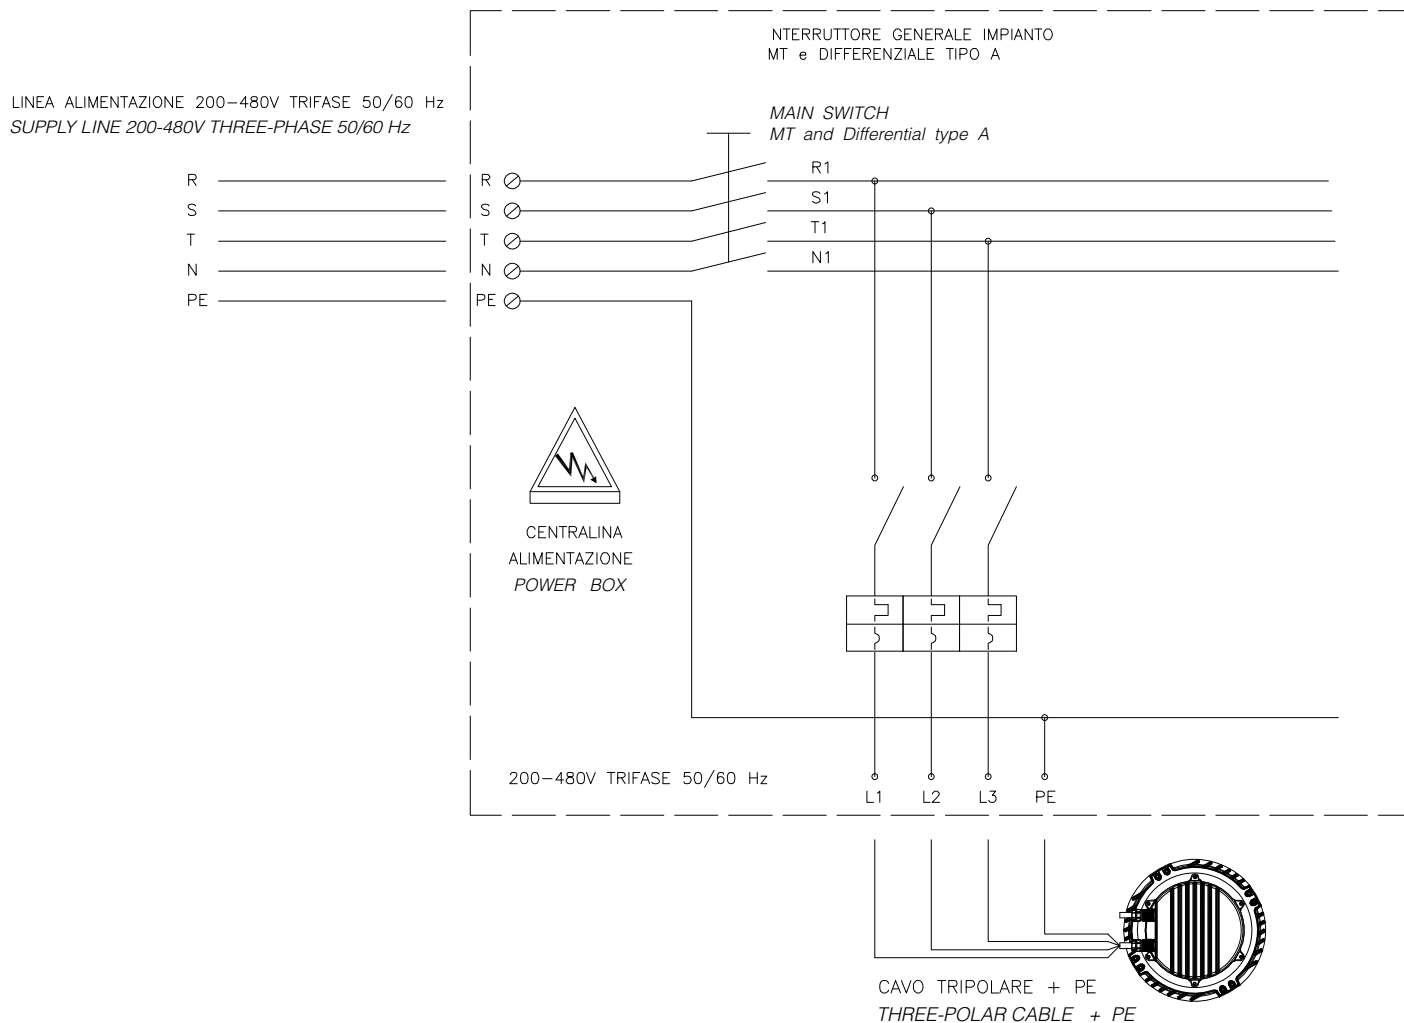 NTERRUTTORE GENERALE IMPIANTO
MT e DIFFERENZIALE TIPO A
LINEA ALIMENTAZIONE 200-480V TRIFASE 50/60 Hz
SUPPLY LINE 200-480V THREE-PHASE 50/60 Hz
MAIN SWITCH
MT and Differential type A
R R R1
S S S1
T T T1
N N N1
PE PE
CENTRALINA
ALIMENTAZIONE
POWER BOX
200-480V TRIFASE 50/60 Hz
L1 L2 L3 PE
CAVO TRIPOLARE + PE
THREE-POLAR CABLE + PE